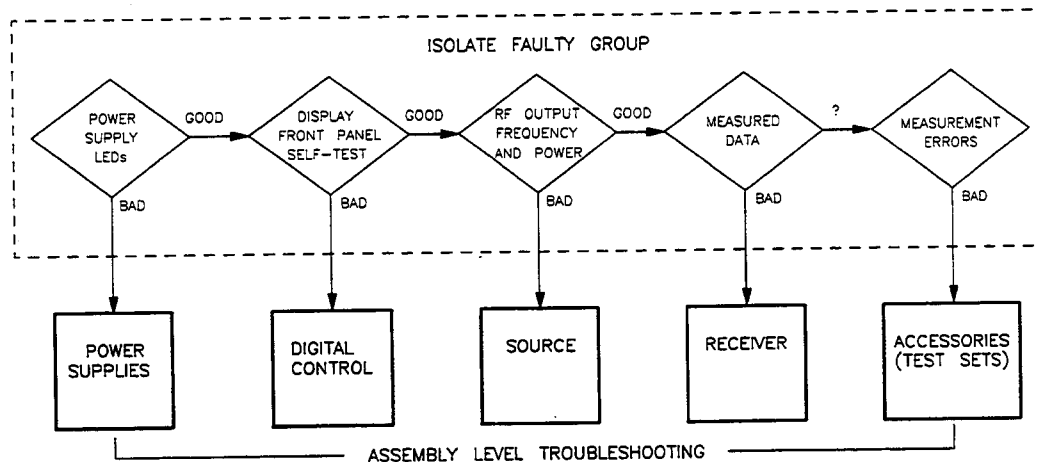 ISOLATE FAULTY GROUP
POWER
SUPPLY
LEDs
GOOD
DISPLAY
FRONT PANEL
SELF-TEST
GOOD
RF OUTPUT
FREQUENCY
AND POWER
GOOD
MEASURED
DATA
?
MEASUREMENT
ERRORS
BAD
BAD
BAD
BAD
BAD
POWER
SUPPLIES
DIGITAL
CONTROL
SOURCE
RECEIVER
ACCESSORIES
(TEST SETS)
ASSEMBLY LEVEL TROUBLESHOOTING